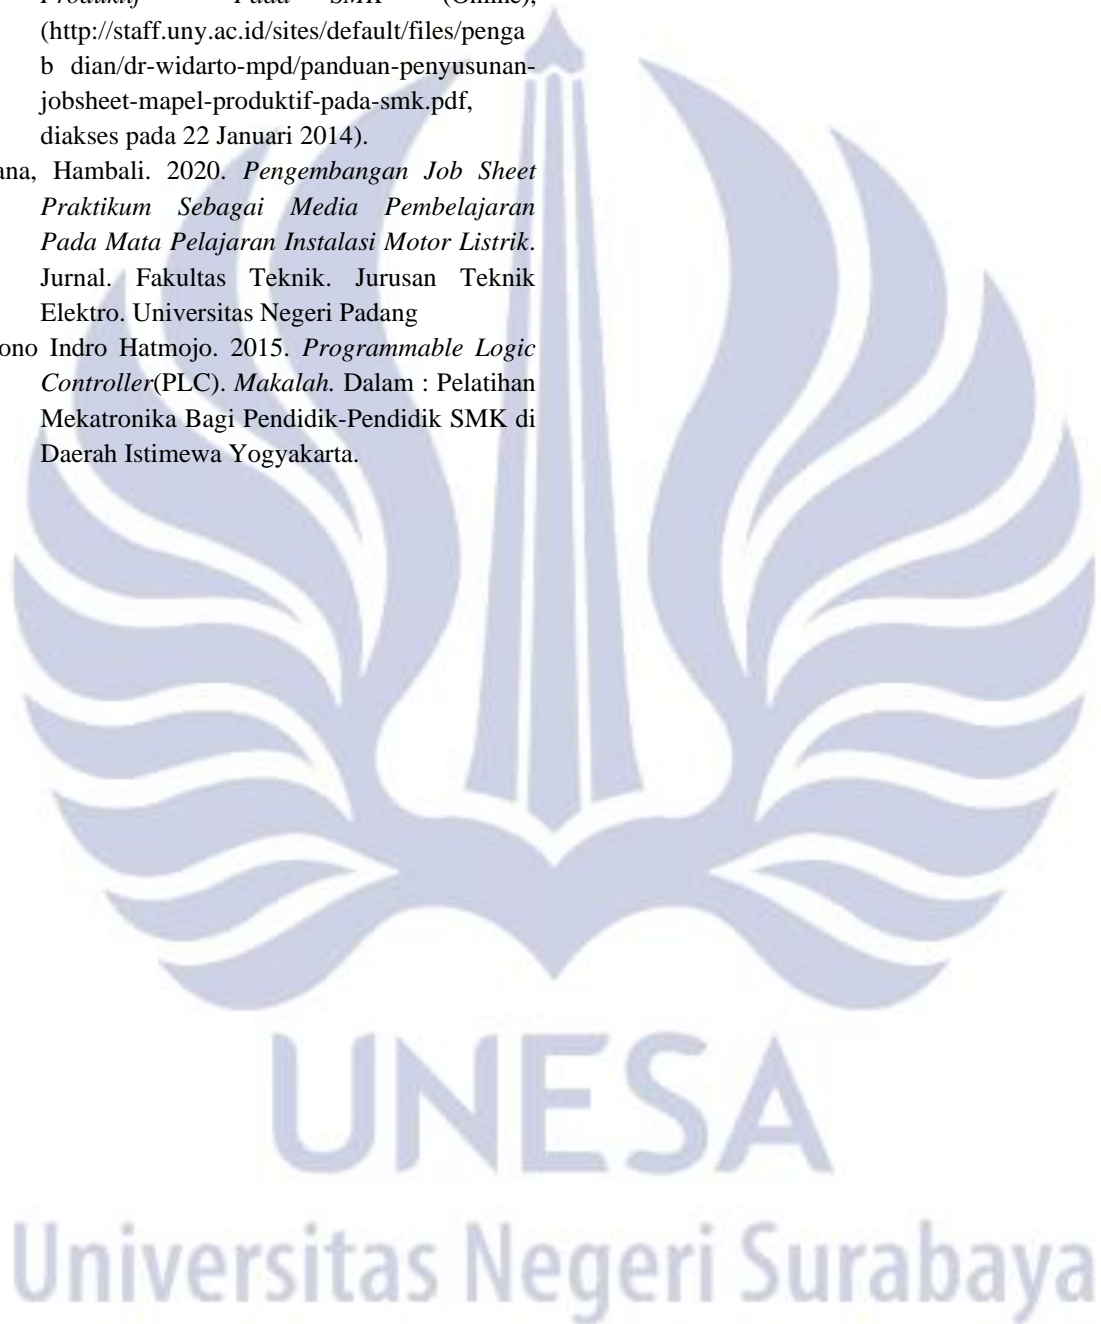 Produktif Pada SMK (Online),
(http://staff.uny.ac.id/sites/default/files/penga
b dian/dr-widarto-mpd/panduan-penyusunan-
jobsheet-mapel-produktif-pada-smk.pdf,
diakses pada 22 Januari 2014).
ana, Hambali. 2020. Pengembangan Job Sheet
Praktikum Sebagai Media Pembelajaran
Pada Mata Pelajaran Instalasi Motor Listrik.
Jurnal. Fakultas Teknik. Jurusan Teknik
Elektro. Universitas Negeri Padang
ono Indro Hatmojo. 2015. Programmable Logic
Controller(PLC). Makalah. Dalam : Pelatihan
Mekatronika Bagi Pendidik-Pendidik SMK di
Daerah Istimewa Yogyakarta.
UNESA
Universitas Negeri Surabaya